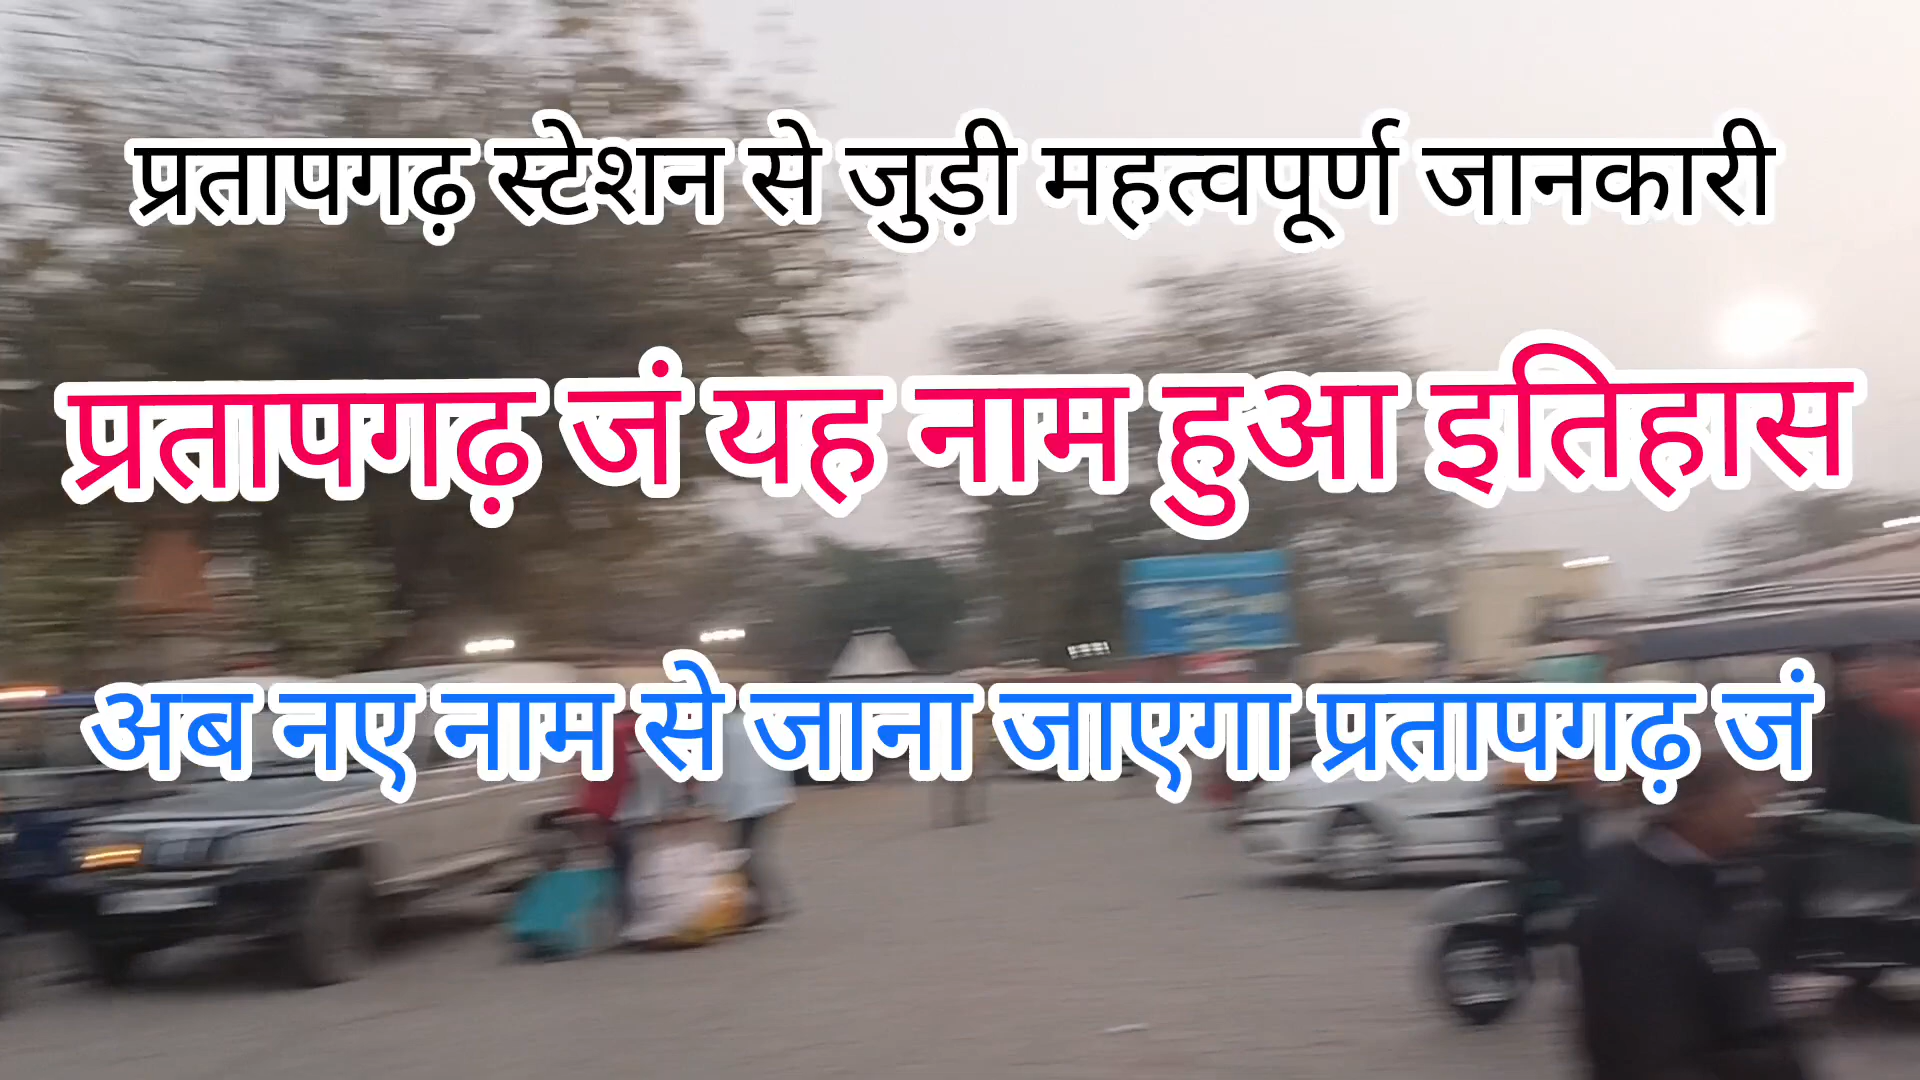 प्रतापगढ़ स्टेशन से जुड़ी महत्वपूर्ण जानकारी
प्रतापगढ़ जं यह नाम हुआ इतिहास
अब नए नाम से जाना जाएगा प्रतापगढ़ जं